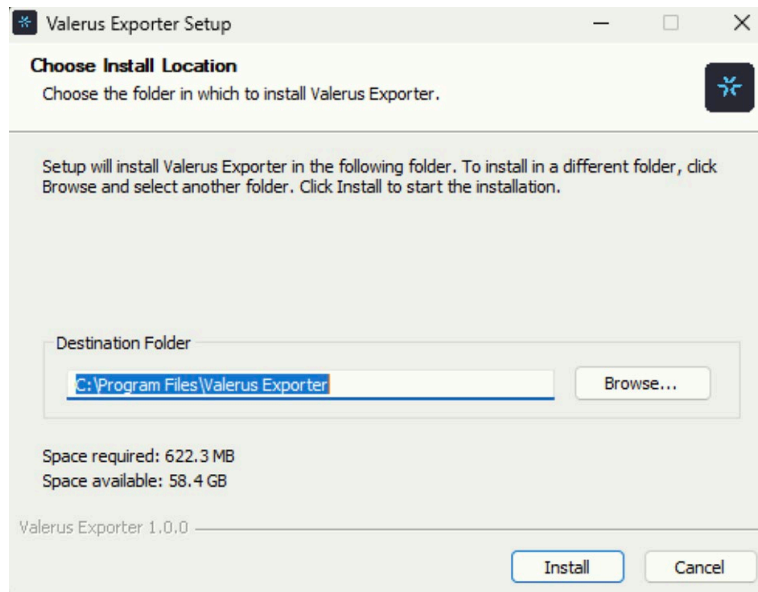 Valerus Exporter Setup
Choose Install Location
Choose the folder in which to install Valerus Exporter.
Setup will install Valerus Exporter in the following folder. To install in a different folder, click
Browse and select another folder. Click Install to start the installation.
Destination Folder
C:\Program Files\Valerus Exporter
Browse...
Space required: 622.3 MB
Space available: 58.4 GB
Valerus Exporter 1.0.0
Install
Cancel